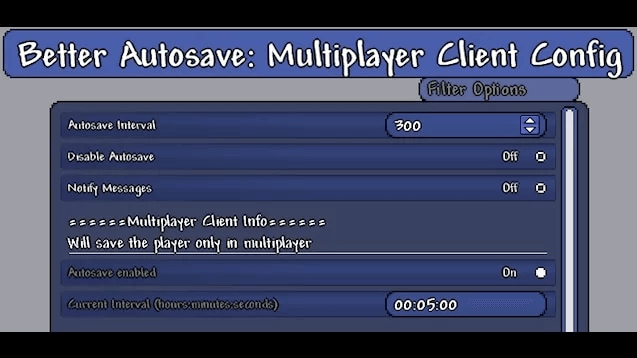 Better Autosave: Multiplayer Client Config
Filter Options
Autosave Interval 300
Disable Autosave Off
Notify Messages Off
======Multiplayer Client Info======
Will save the player only in multiplayer
Autosave enabled On
Current Interval (hours:minutes:seconds) 00:05:00